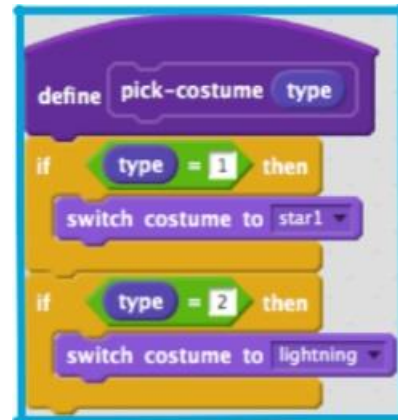 define pick-costume type
if type = 1 then
switch costume to star1
if type = 2 then
switch costume to lightning